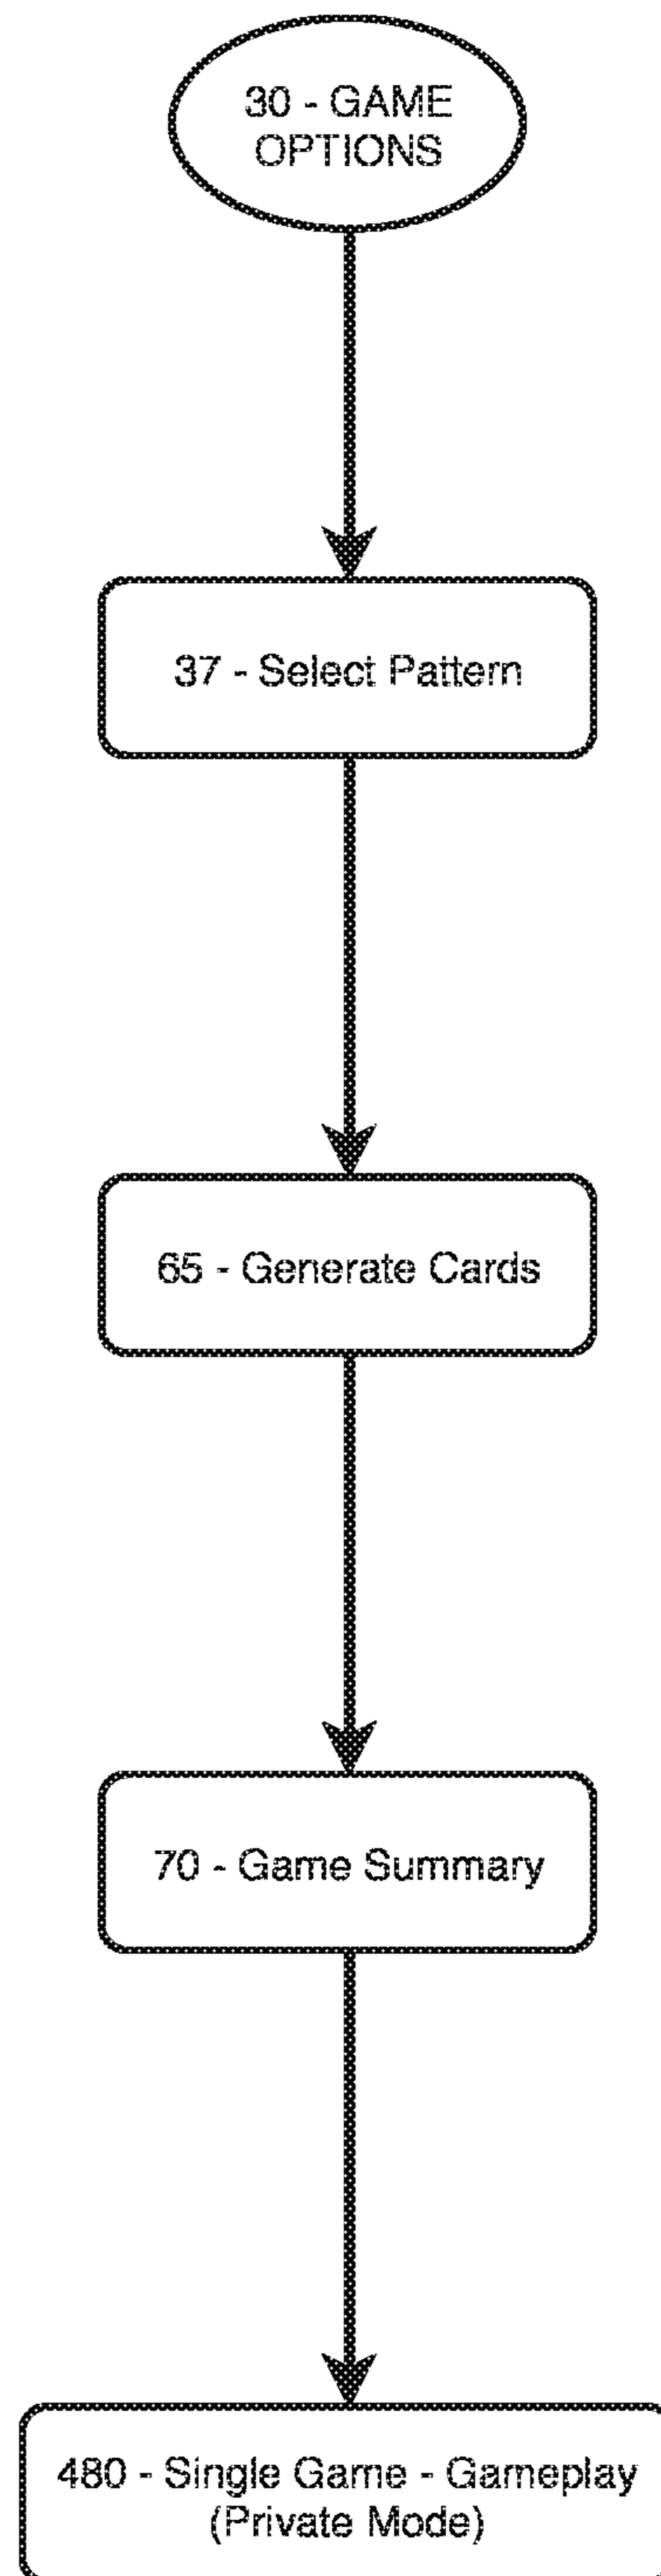 30 - GAME
OPTIONS
37 - Select Pattern
65 - Generate Cards
70 - Game Summary
480 - Single Game - Gameplay
(Private Mode)